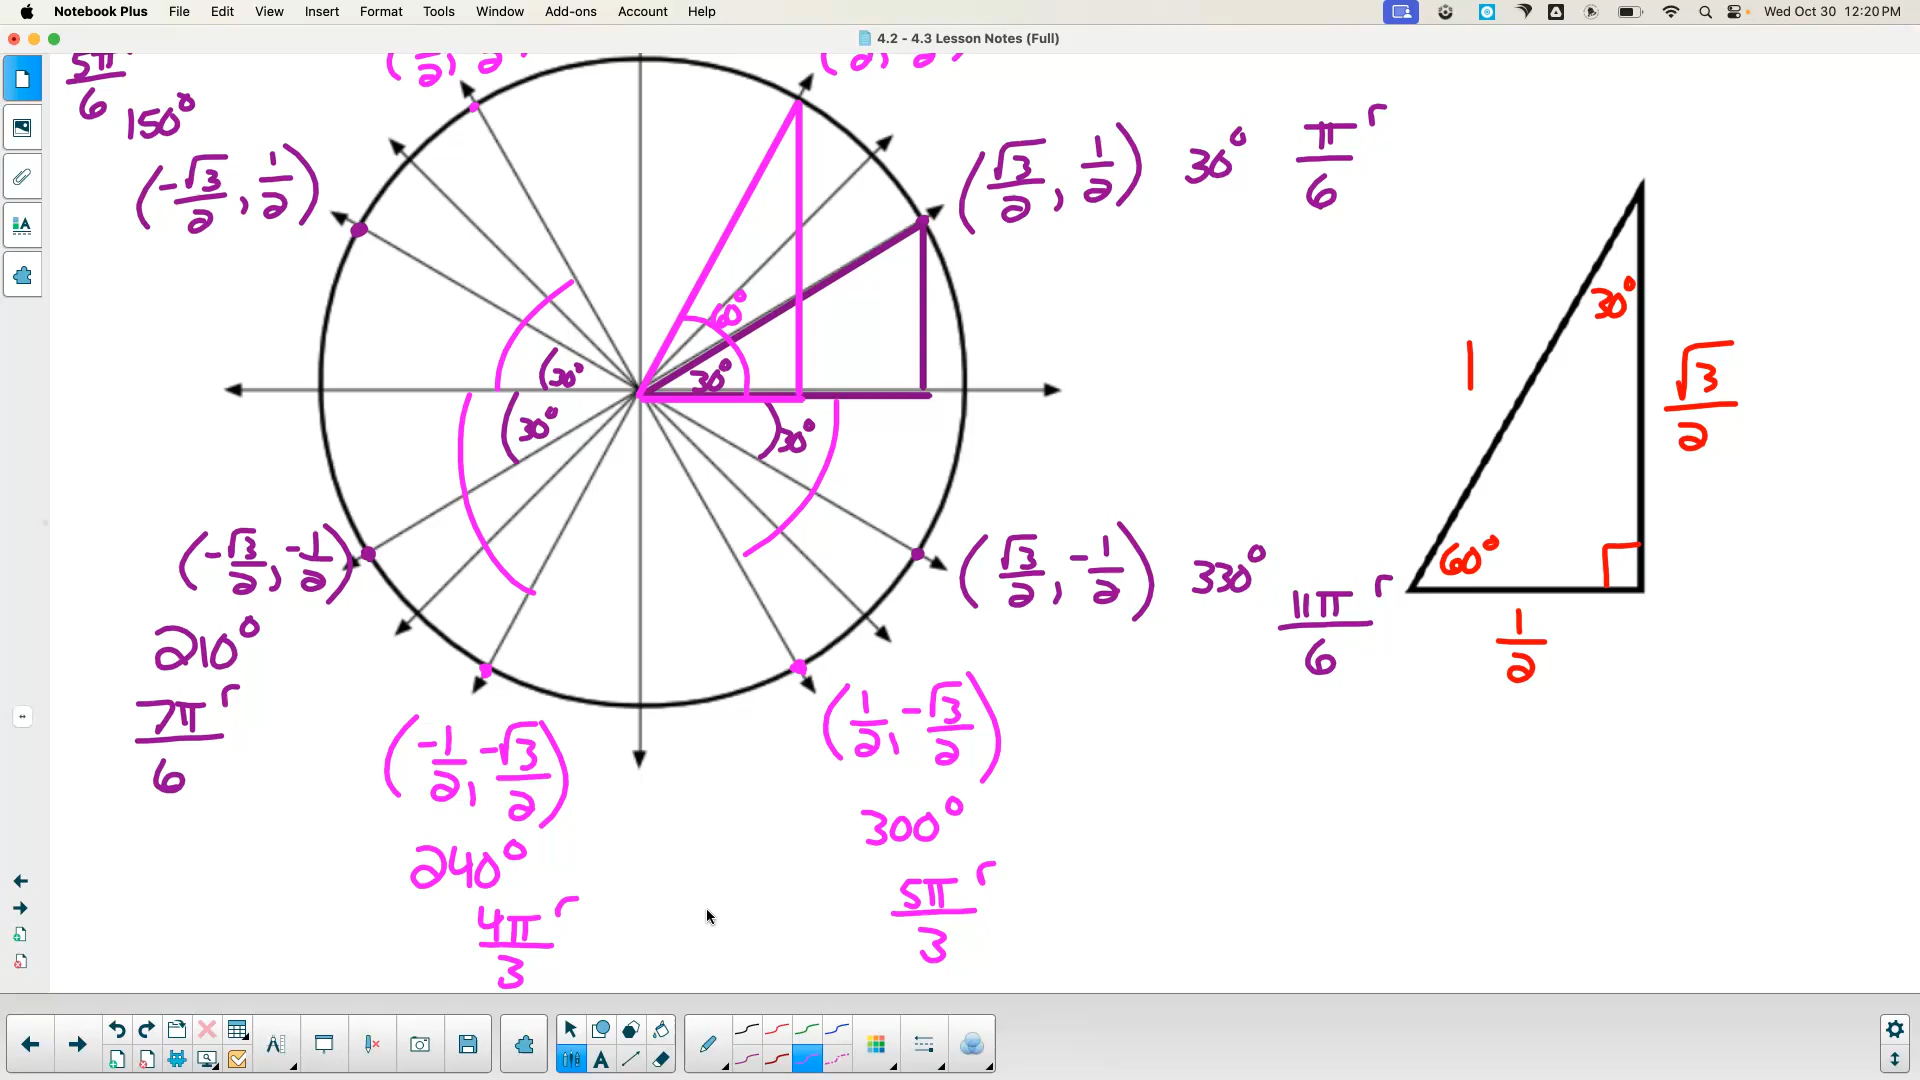 Notebook Plus File Edit View Insert Format Tools Window Add-ons Account Help Wed Oct 30 12:20 PM
4.2 - 4.3 Lesson Notes (Full)
5π/6
150°
(-√3/2, 1/2)
(√3/2, 1/2) 30° π/6 r
60°
30°
30°
30°
30°
30°
1
√3/2
60°
1/2
(-√3/2, -1/2)
210°
7π/6 r
(√3/2, -1/2) 330°
11π/6 r
(-1/2, -√3/2)
240°
4π/3 r
(1/2, -√3/2)
300°
5π/3 r